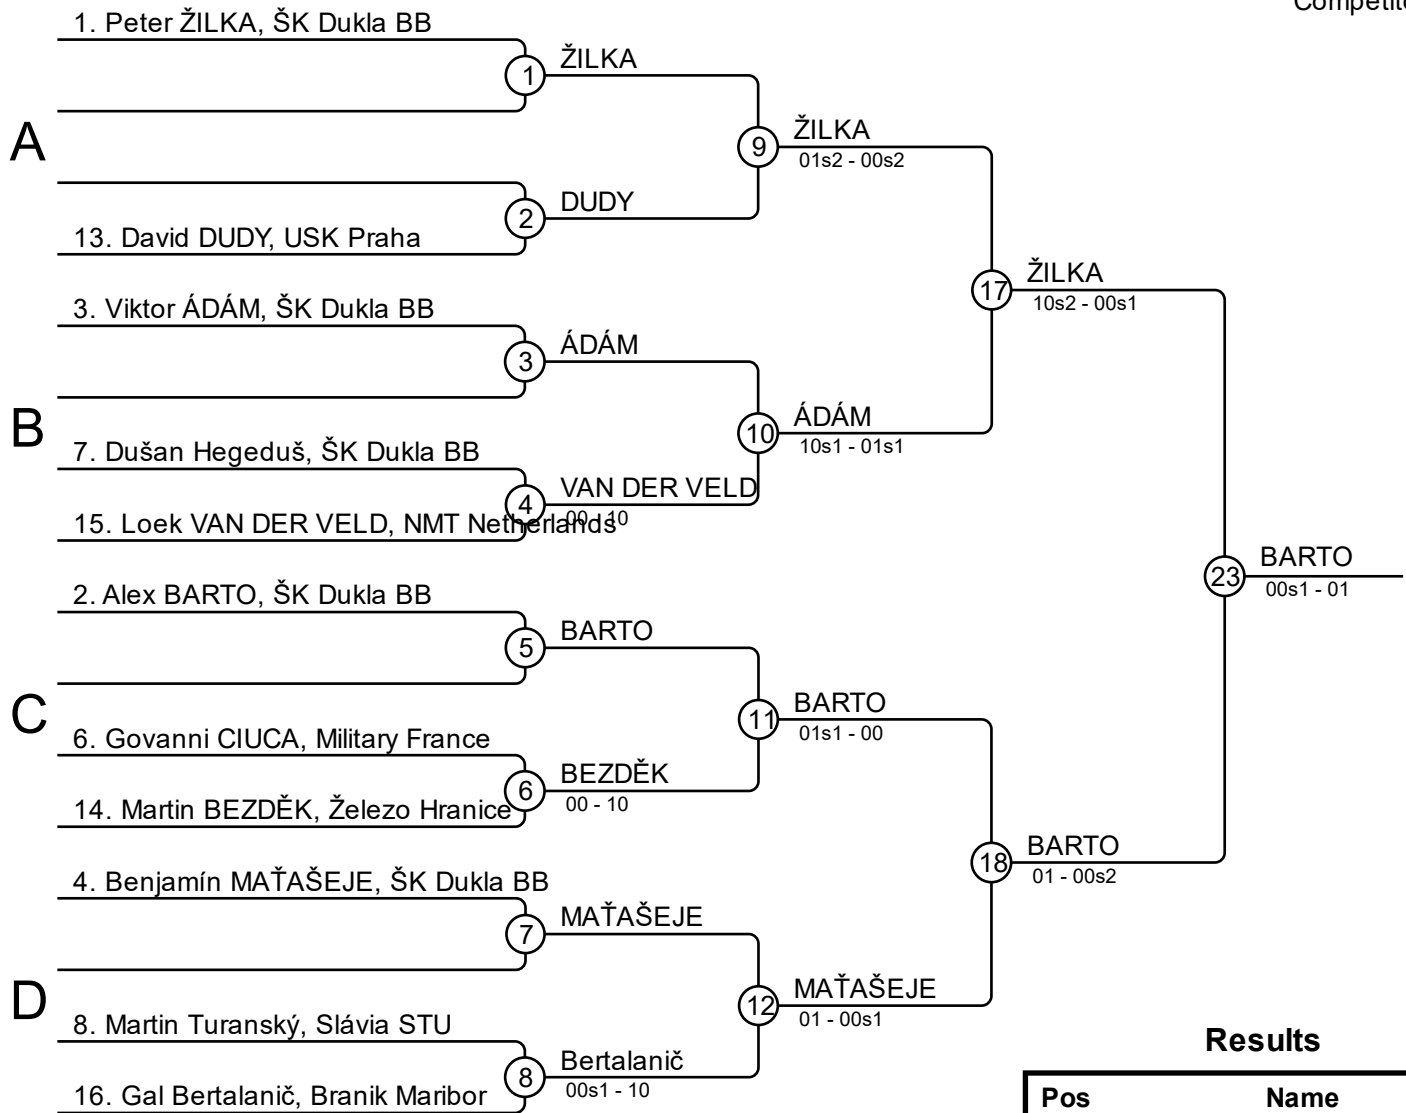 Competito
1. Peter ŽILKA, ŠK Dukla BB
1
ŽILKA
A
9
ŽILKA
01s2 - 00s2
2
DUDY
13. David DUDY, USK Praha
17
ŽILKA
10s2 - 00s1
3. Viktor ÁDÁM, ŠK Dukla BB
3
ÁDÁM
B
10
ÁDÁM
10s1 - 01s1
7. Dušan Hegeduš, ŠK Dukla BB
4
VAN DER VELD
00 - 10
15. Loek VAN DER VELD, NMT Netherlands
23
BARTO
00s1 - 01
2. Alex BARTO, ŠK Dukla BB
5
BARTO
C
11
BARTO
01s1 - 00
6. Govanni CIUCA, Military France
6
BEZDĚK
00 - 10
14. Martin BEZDĚK, Železo Hranice
18
BARTO
01 - 00s2
4. Benjamín MAŤAŠEJE, ŠK Dukla BB
7
MAŤAŠEJE
D
12
MAŤAŠEJE
01 - 00s1
8. Martin Turanský, Slávia STU
8
Bertalanič
00s1 - 10
16. Gal Bertalanič, Branik Maribor
Results
Pos Name